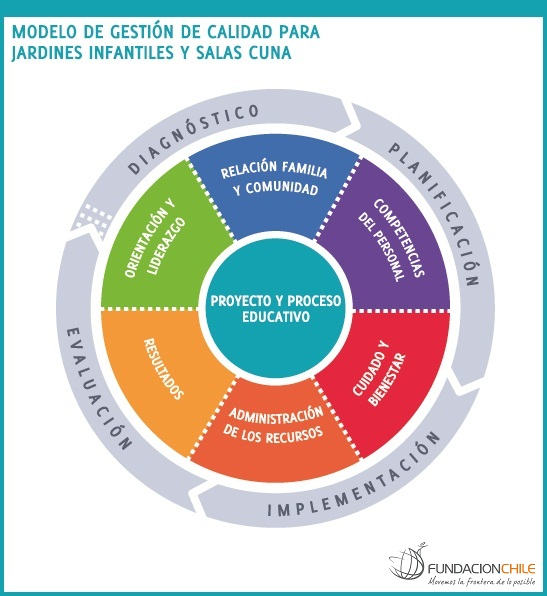 MODELO DE GESTIÓN DE CALIDAD PARA
JARDINES INFANTILES Y SALAS CUNA
DIAGNÓSTICO
PLANIFICACIÓN
IMPLEMENTACIÓN
EVALUACIÓN
RELACIÓN FAMILIA
Y COMUNIDAD
COMPETENCIAS
DEL PERSONAL
CUIDADO Y
BIENESTAR
ADMINISTRACIÓN
DE LOS RECURSOS
RESULTADOS
ORIENTACIÓN Y
LIDERAZGO
PROYECTO Y PROCESO
EDUCATIVO
FUNDACIONCHILE
Movemos la frontera de lo posible